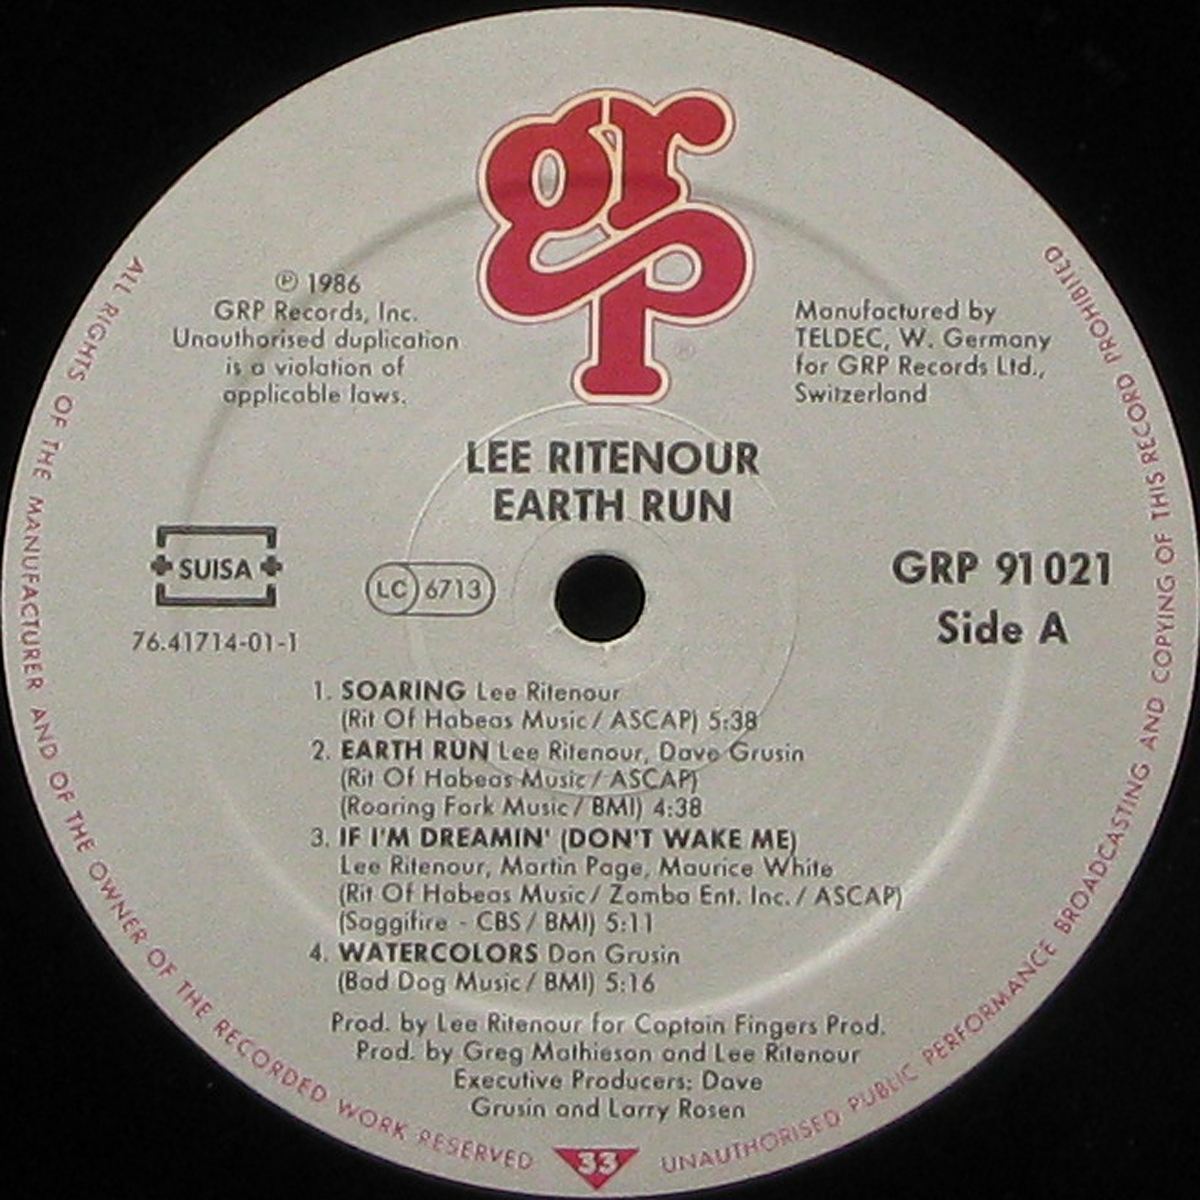 grp
®
℗ 1986
GRP Records, Inc.
Unauthorised duplication
is a violation of
applicable laws.
Manufactured by
TELDEC, W. Germany
for GRP Records Ltd.,
Switzerland
LEE RITENOUR
EARTH RUN
SUISA
76.41714-01-1
LC 6713
GRP 91 021
Side A
1. SOARING Lee Ritenour
(Rit Of Habeas Music / ASCAP) 5:38
2. EARTH RUN Lee Ritenour, Dave Grusin
(Rit Of Habeas Music / ASCAP)
(Roaring Fork Music / BMI) 4:38
3. IF I'M DREAMIN' (DON'T WAKE ME)
Lee Ritenour, Martin Page, Maurice White
(Rit Of Habeas Music / Zomba Ent. Inc. / ASCAP)
(Saggifire - CBS / BMI) 5:11
4. WATERCOLORS Don Grusin
(Bad Dog Music / BMI) 5:16
Prod. by Lee Ritenour for Captain Fingers Prod.
Prod. by Greg Mathieson and Lee Ritenour
Executive Producers: Dave
Grusin and Larry Rosen
ALL RIGHTS OF THE MANUFACTURER AND OF THE OWNER OF THE RECORDED WORK RESERVED
33
UNAUTHORISED PUBLIC PERFORMANCE BROADCASTING AND COPYING OF THIS RECORD PROHIBITED